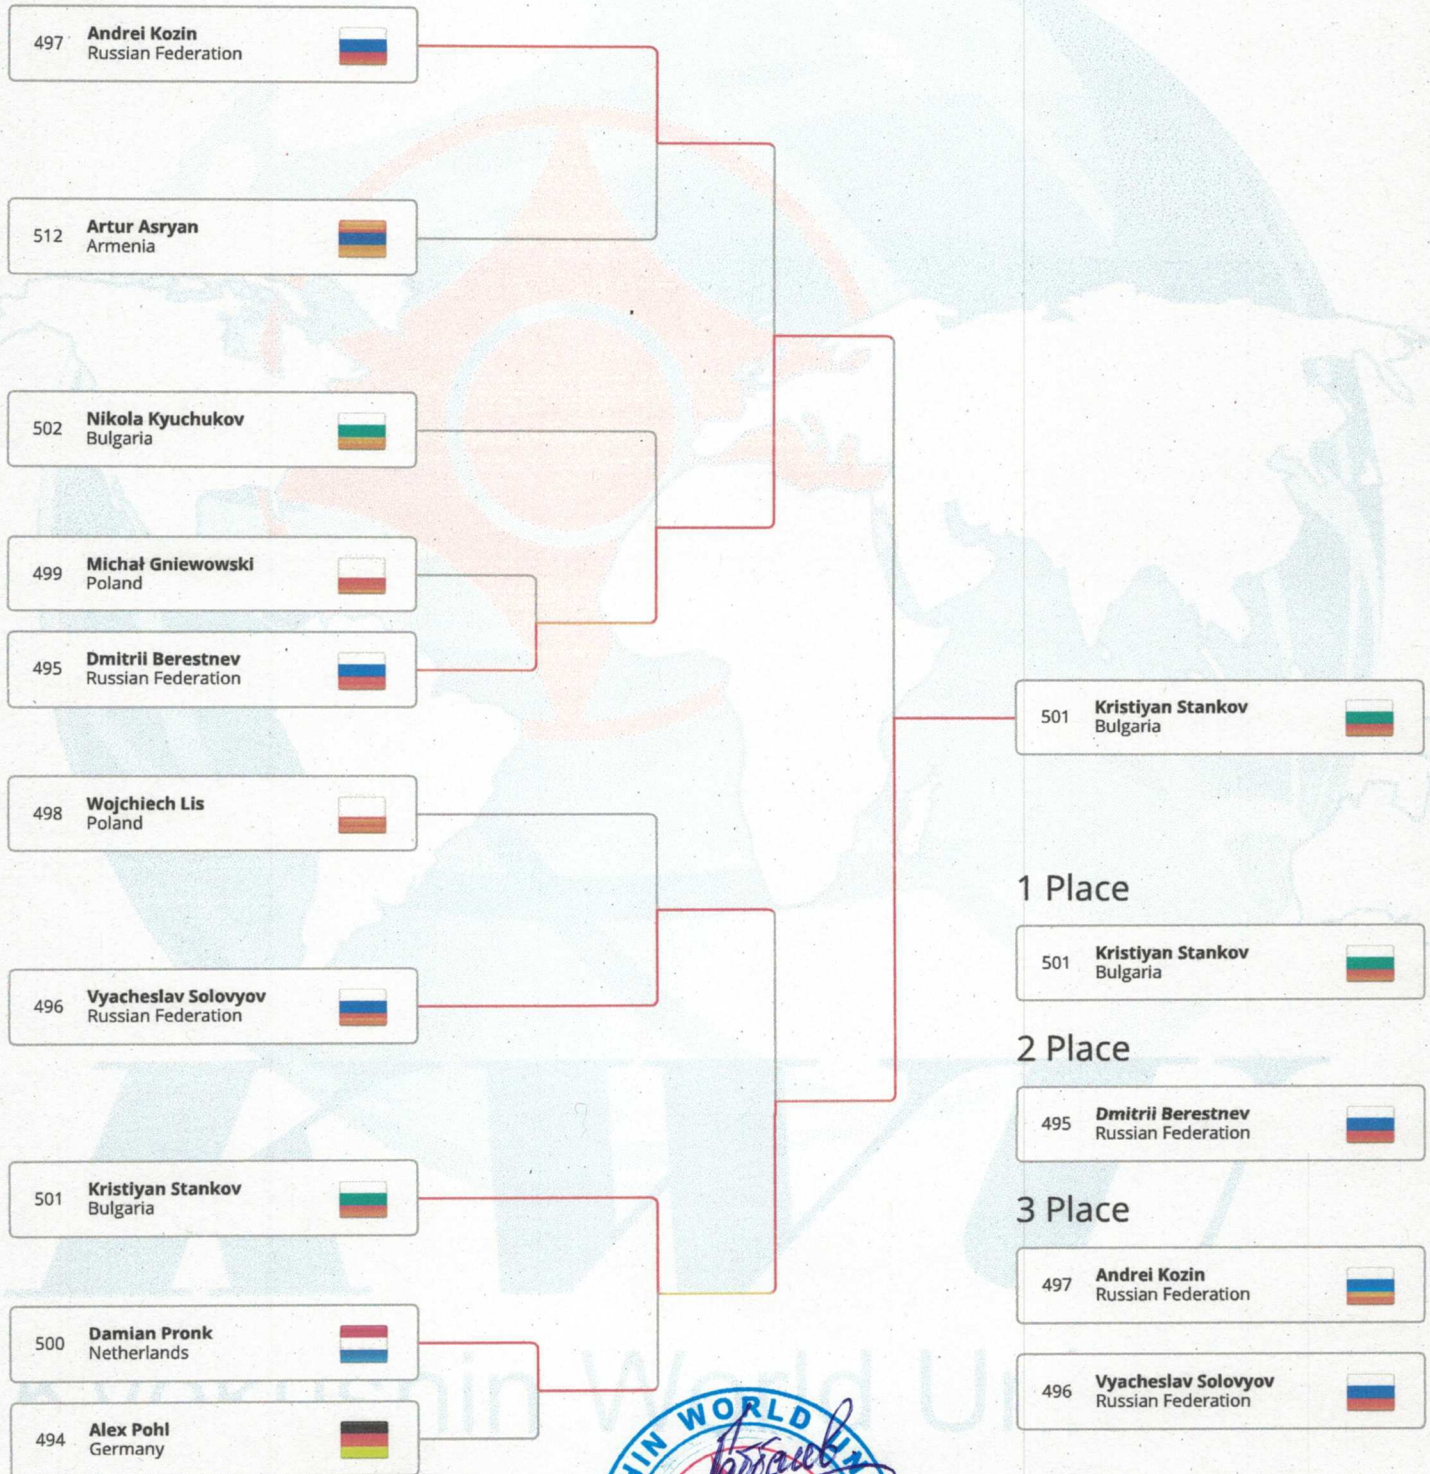 497 Andrei Kozin
Russian Federation
512 Artur Asryan
Armenia
502 Nikola Kyuchukov
Bulgaria
499 Michał Gniewowski
Poland
495 Dmitrii Berestnev
Russian Federation
498 Wojchiech Lis
Poland
496 Vyacheslav Solovyov
Russian Federation
501 Kristiyan Stankov
Bulgaria
500 Damian Pronk
Netherlands
494 Alex Pohl
Germany
501 Kristiyan Stankov
Bulgaria
1 Place
501 Kristiyan Stankov
Bulgaria
2 Place
495 Dmitrii Berestnev
Russian Federation
3 Place
497 Andrei Kozin
Russian Federation
496 Vyacheslav Solovyov
Russian Federation
KWU
World
WORLD